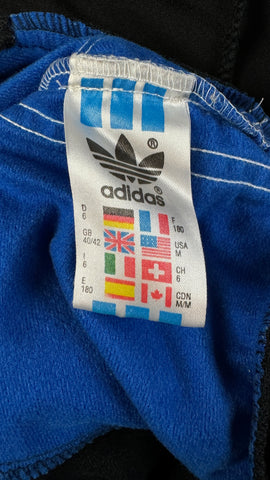 ®
adidas
D
6
F
180
GB
40/42
USA
M
I
6
CH
6
E
180
CDN
M/M